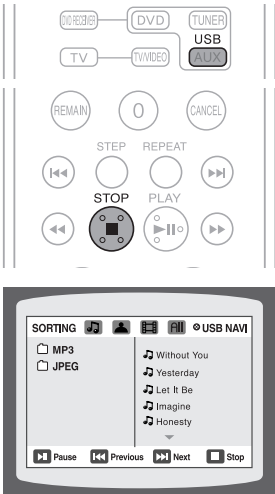 DVD RECEIVER DVD TUNER
USB
TV TV/VIDEO AUX
REMAIN 0 CANCEL
STEP REPEAT
STOP PLAY
SORTING All USB NAVI
MP3
JPEG
Without You
Yesterday
Let It Be
Imagine
Honesty
Pause Previous Next Stop